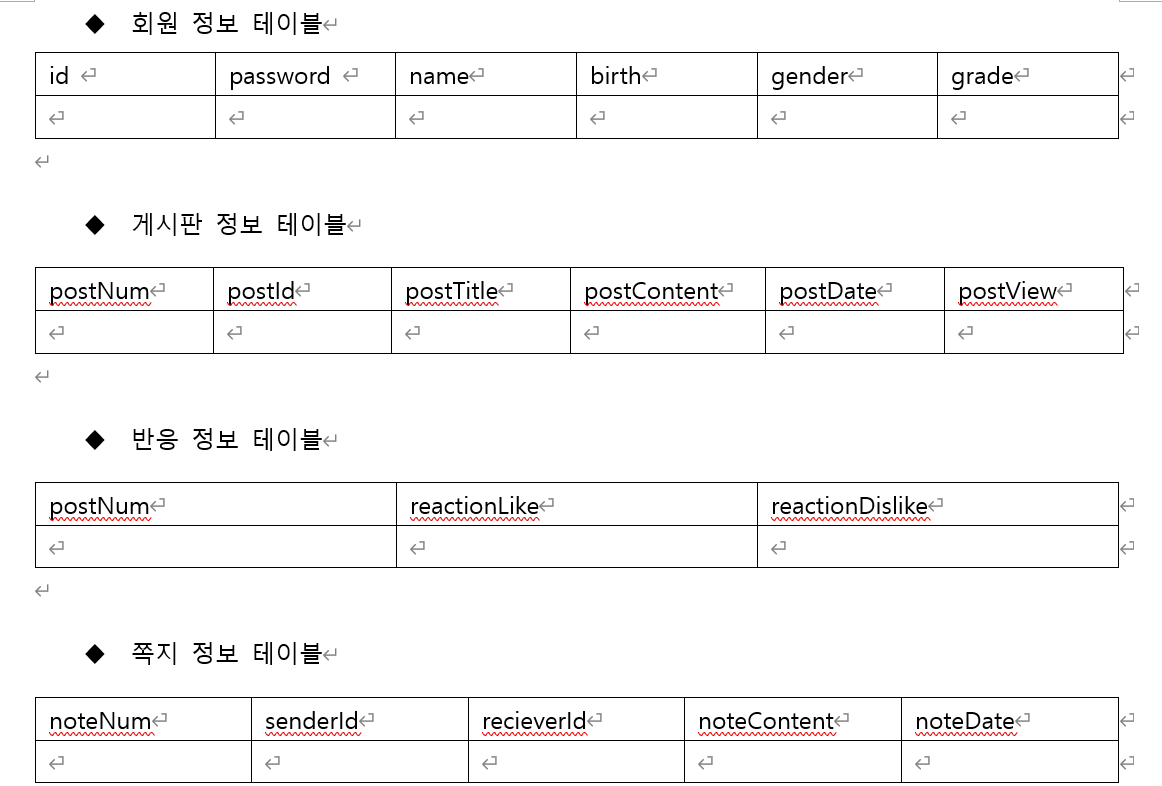 ◆ 회원 정보 테이블
id password name birth gender grade
◆ 게시판 정보 테이블
postNum postId postTitle postContent postDate postView
◆ 반응 정보 테이블
postNum reactionLike reactionDislike
◆ 쪽지 정보 테이블
noteNum senderId recieverId noteContent noteDate